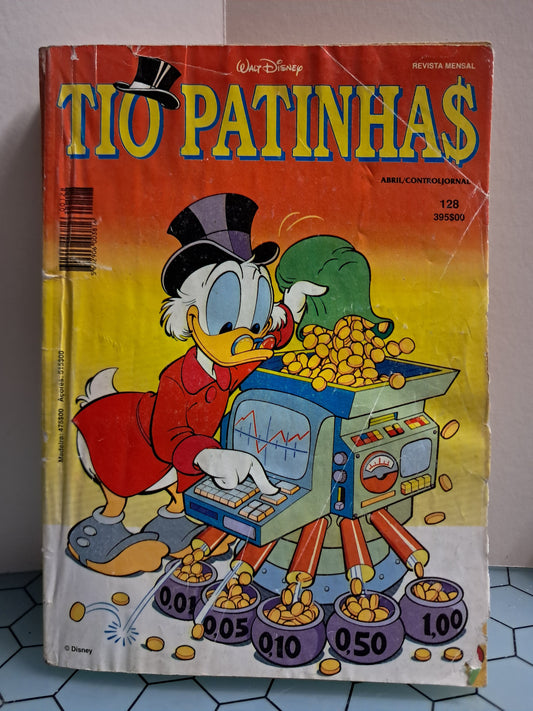 Walt Disney
REVISTA MENSAL
TIO PATINHA$
ABRIL/CONTROLJORNAL
128
395$00
Madeira: 475$00 Açores: 515$00
0,01
0,05
0,10
0,50
1,00
© Disney